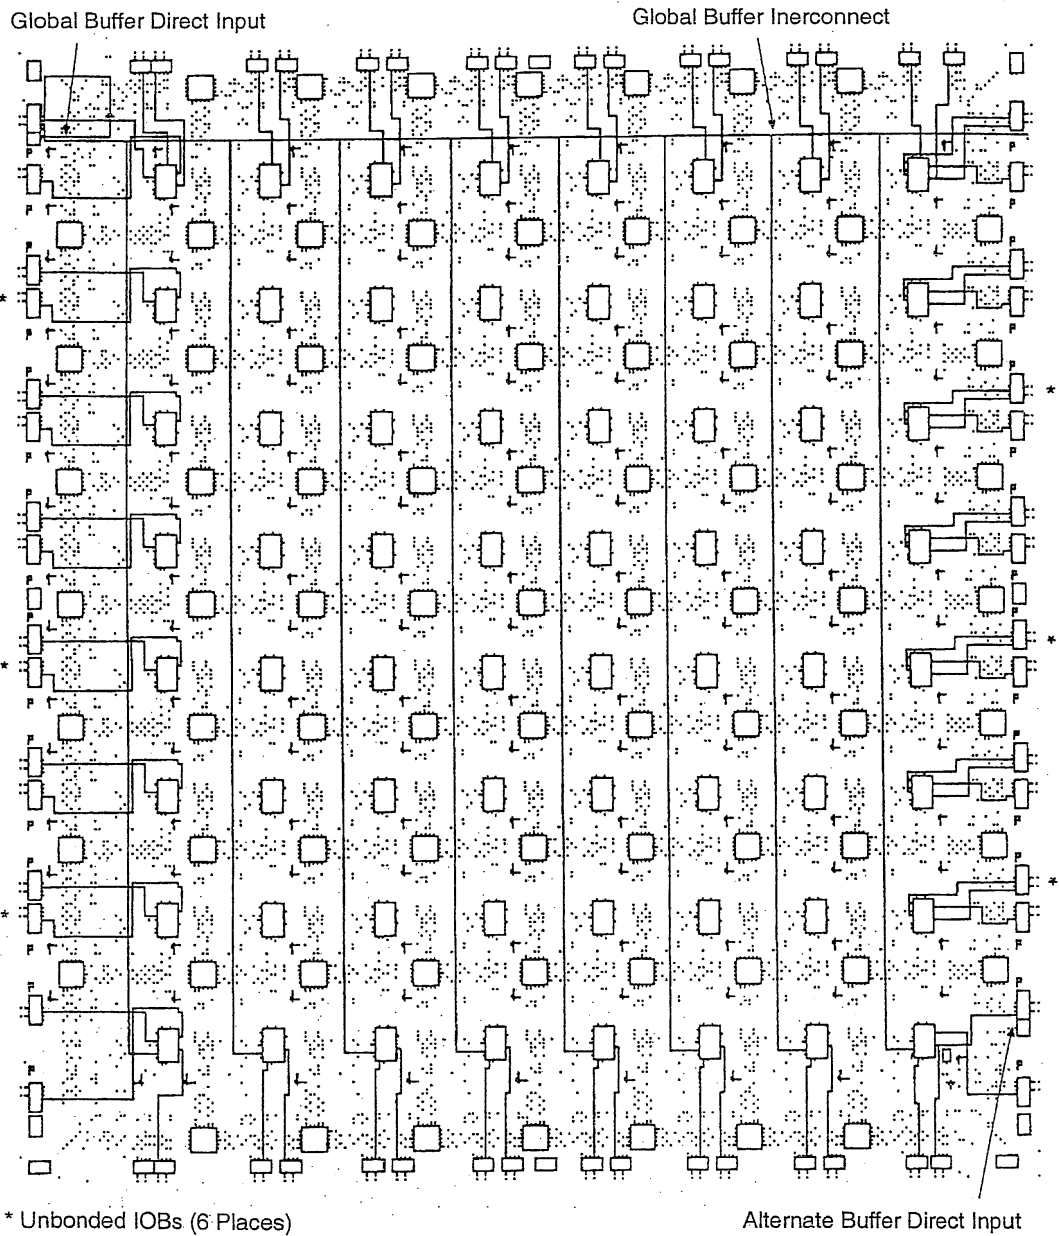 Global Buffer Direct Input
Global Buffer Inerconnect
*
*
*
*
*
*
* Unbonded IOBs (6 Places)
Alternate Buffer Direct Input